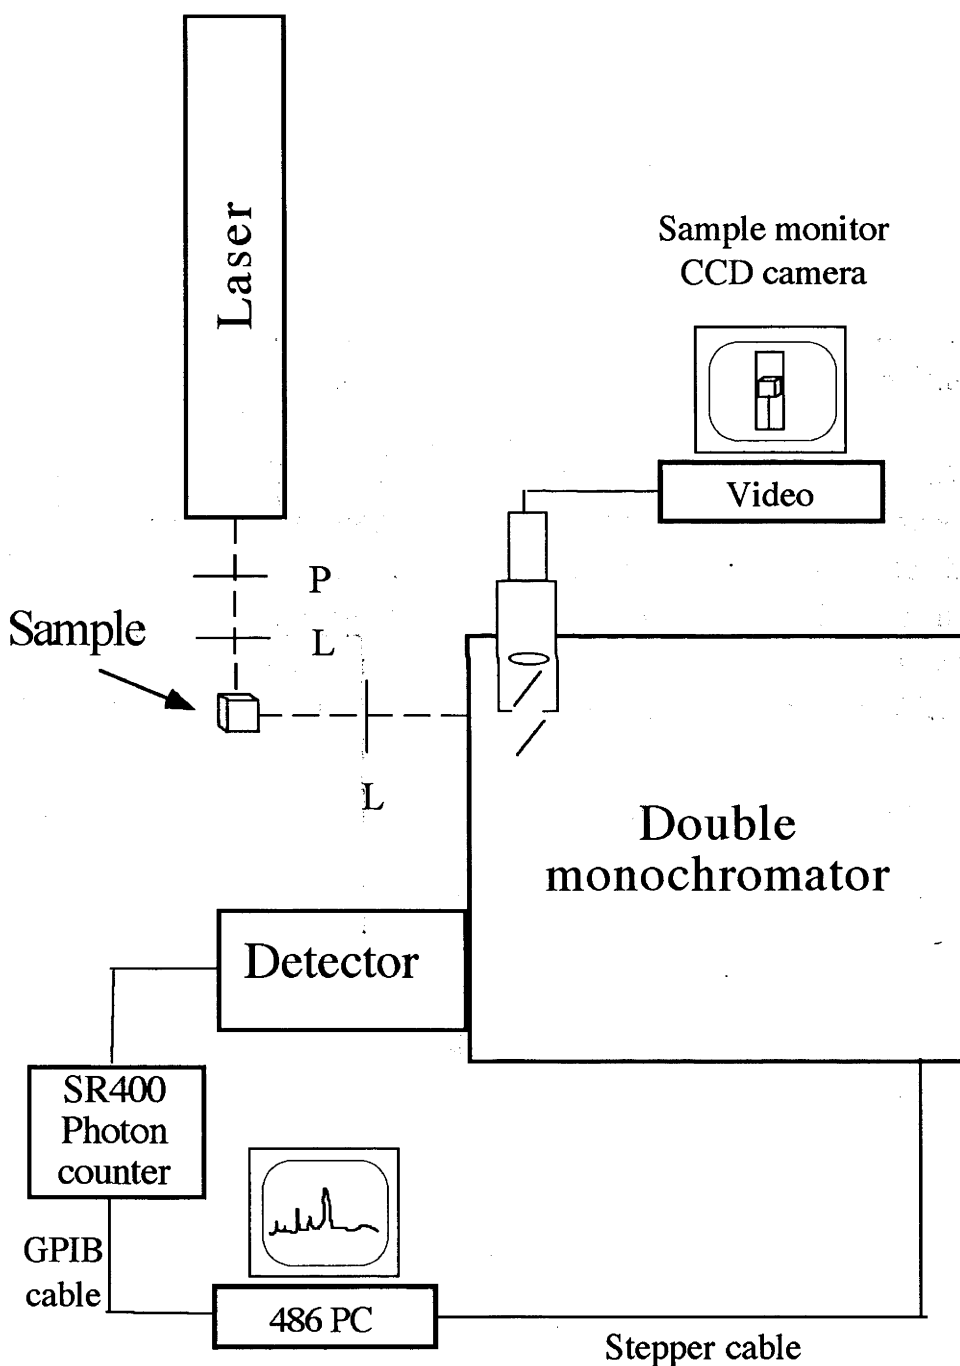 Laser
Sample monitor
CCD camera
Video
P
Sample
L
L
Double
monochromator
Detector
SR400
Photon
counter
GPIB
cable
486 PC
Stepper cable